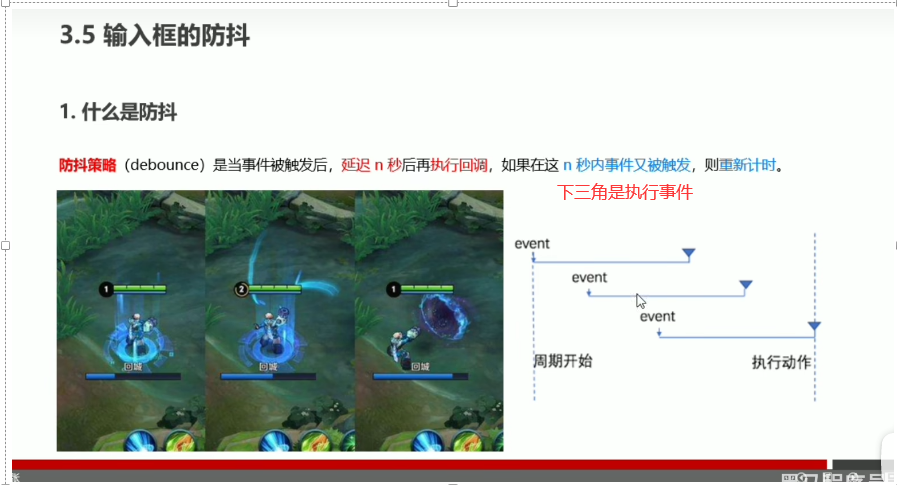 3.5 输入框的防抖
1. 什么是防抖
防抖策略（debounce）是当事件被触发后，延迟 n 秒后再执行回调，如果在这 n 秒内事件又被触发，则重新计时。
下三角是执行事件
event
event
event
周期开始
执行动作
1
2
1
回城
回城
回城